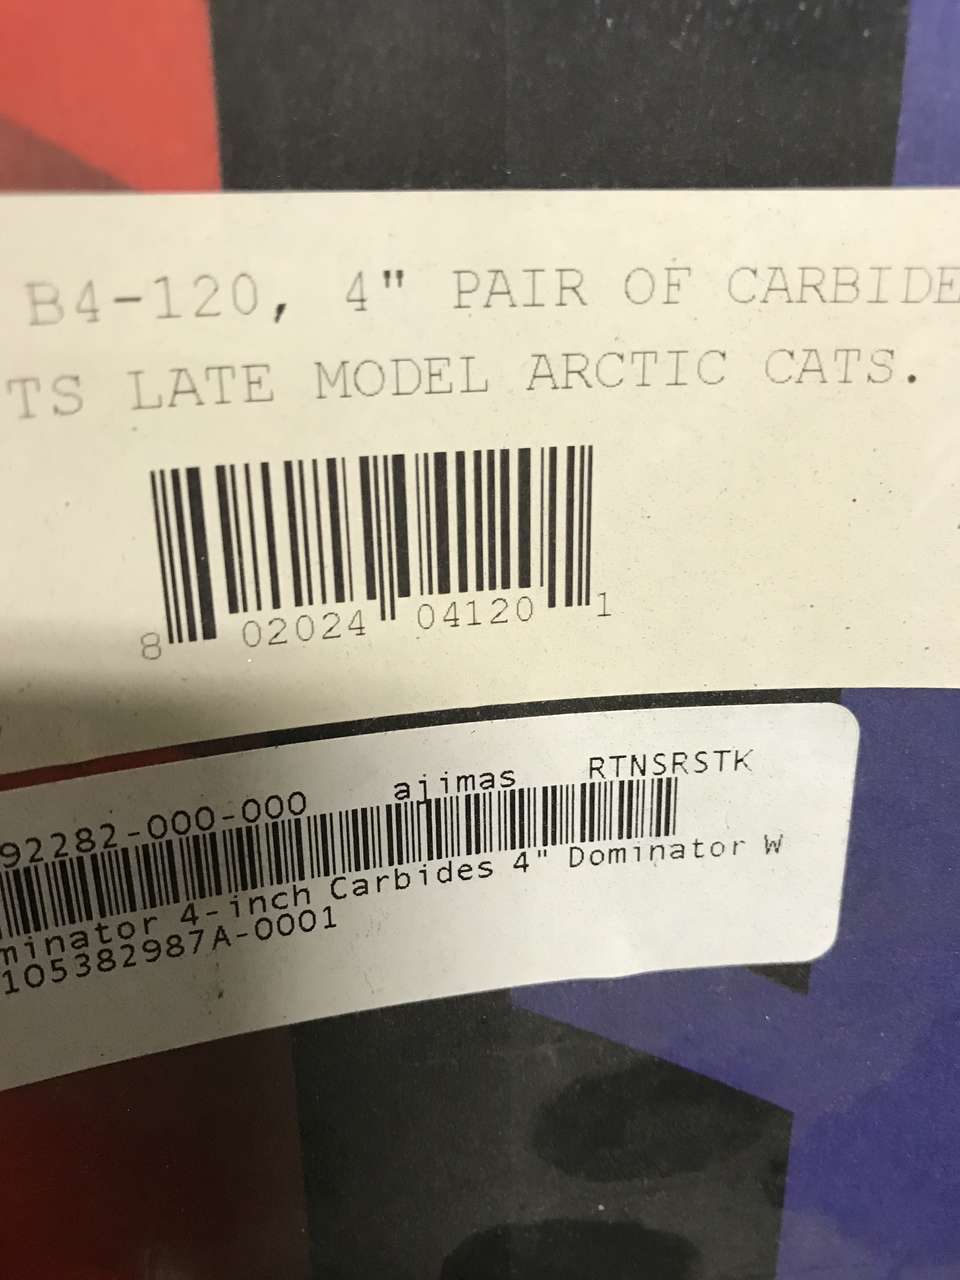 B4-120, 4" PAIR OF CARBIDE
TS LATE MODEL ARCTIC CATS.
8 02024 04120 1
92282-000-000 ajimas RTNSRSTK
minator 4-inch Carbides 4" Dominator W
105382987A-0001